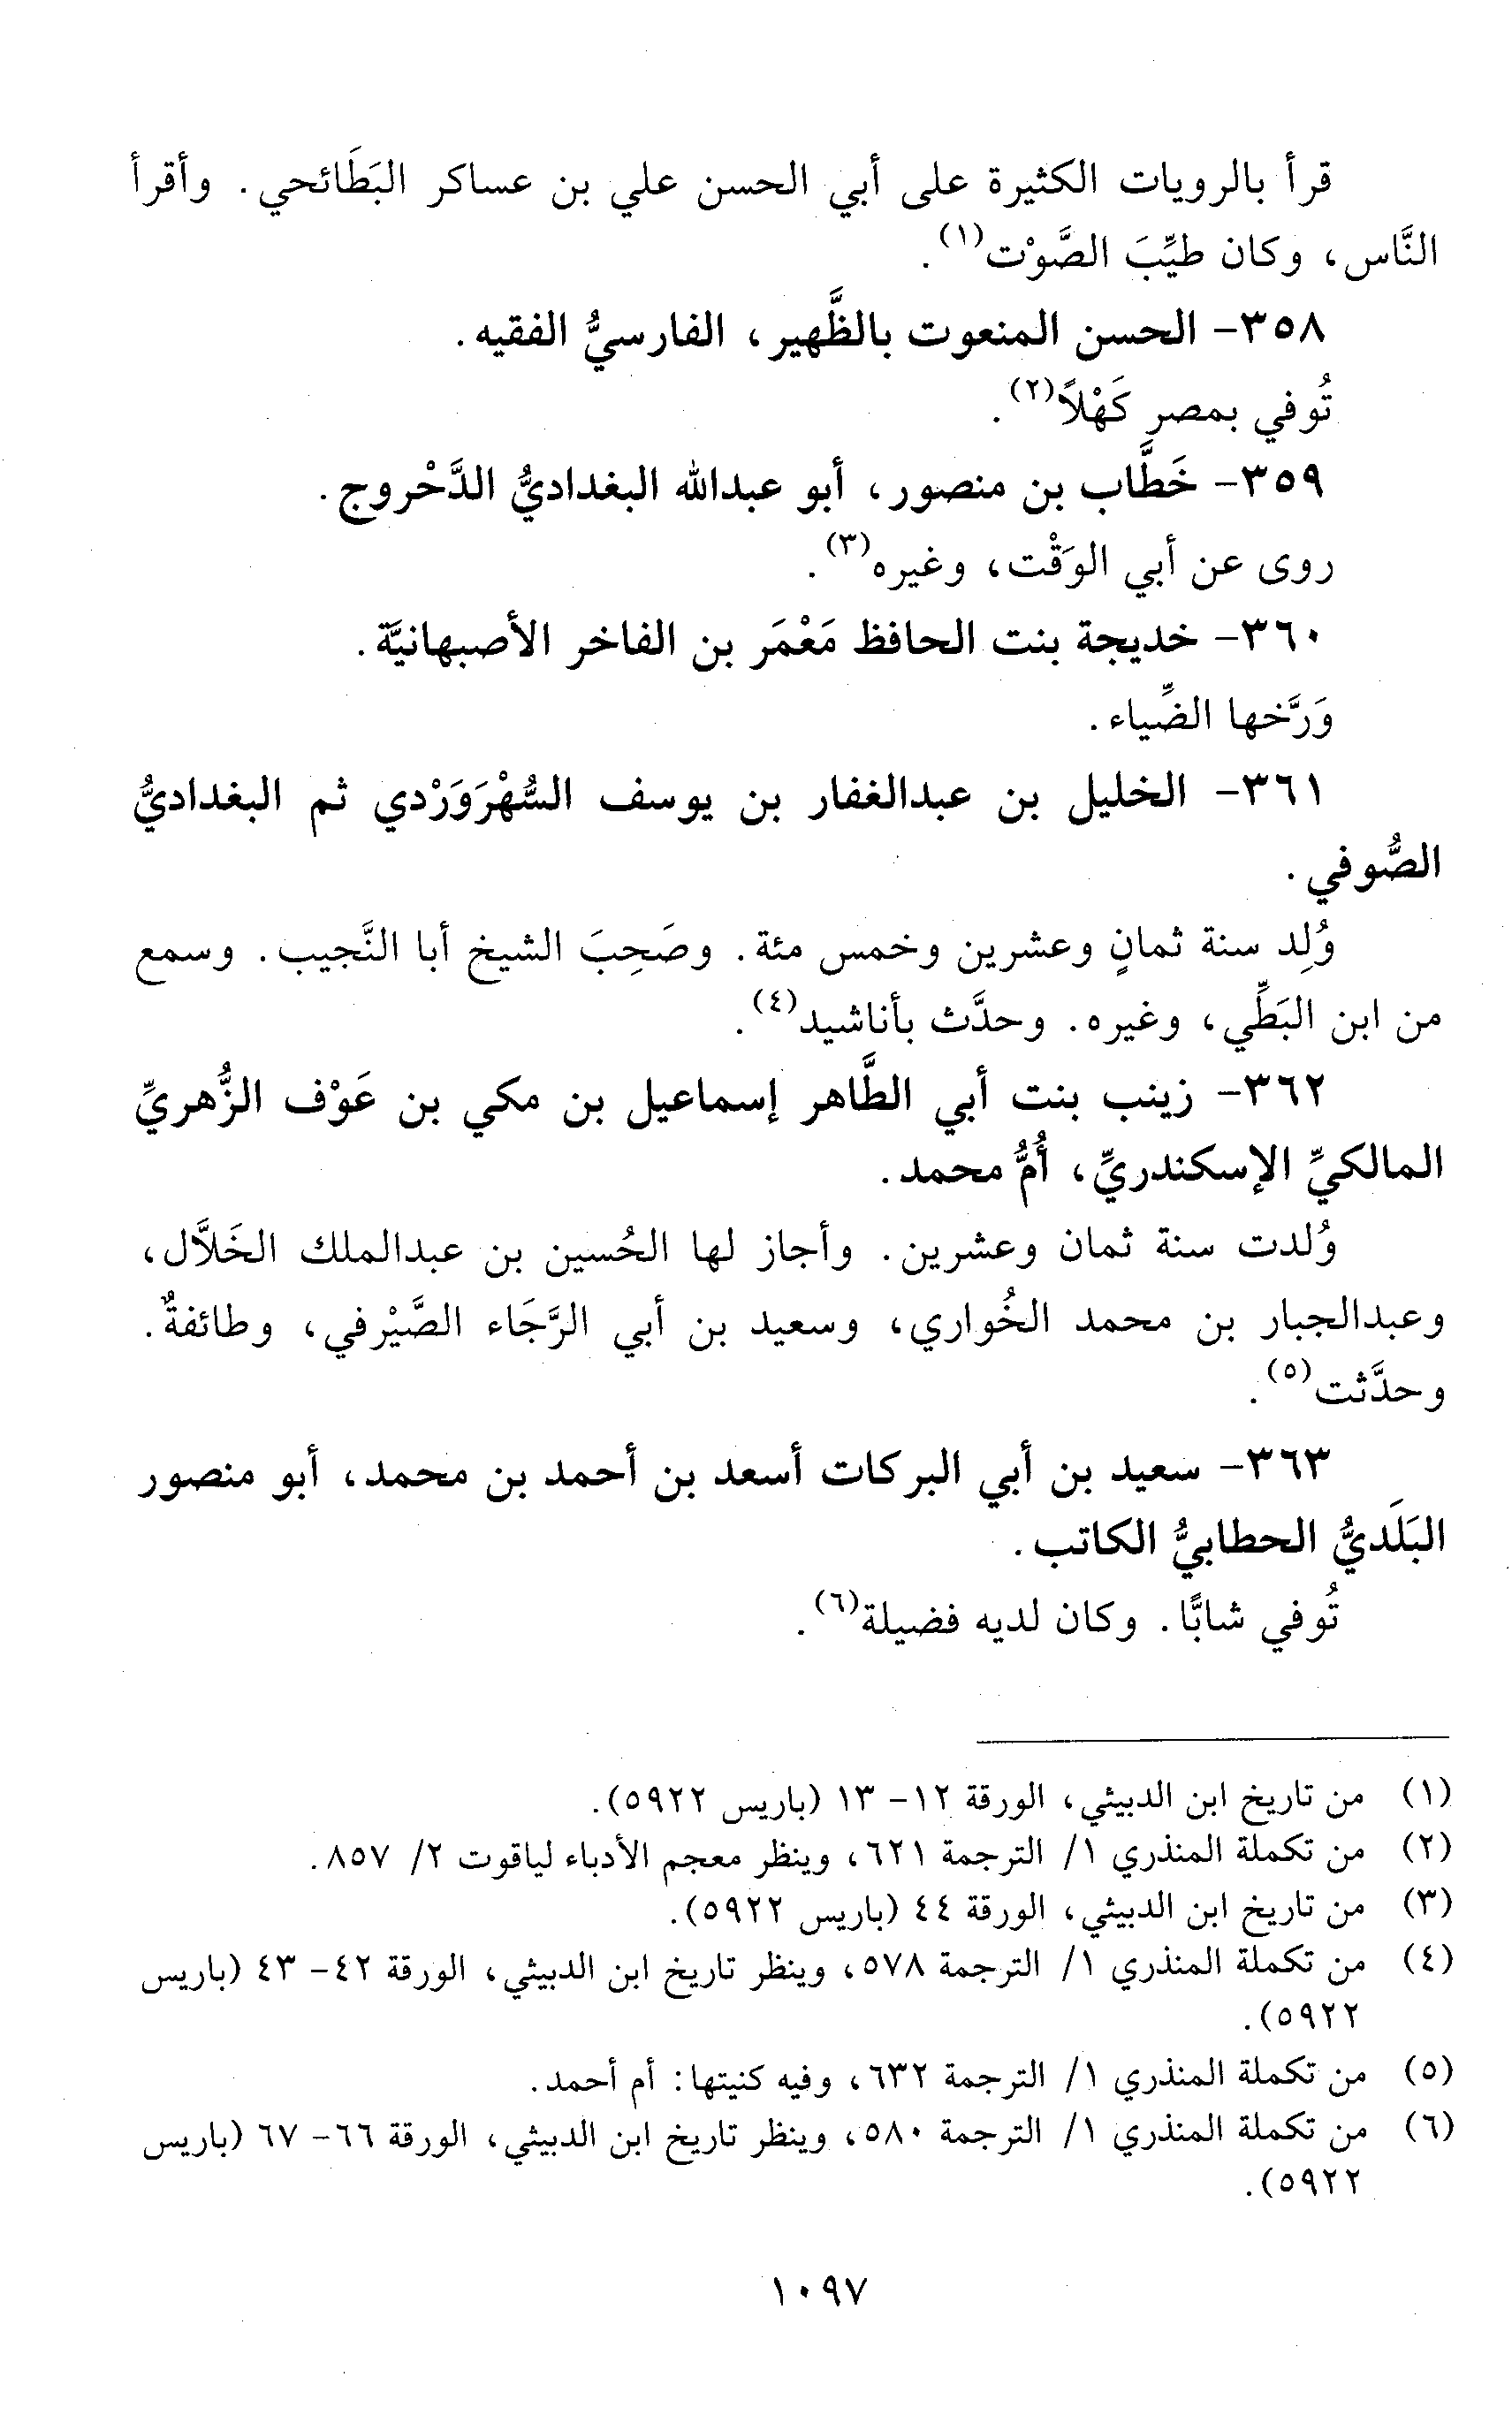 قرأ بالرويات الكثيرة على أبي الحسن علي بن عساكر البَطَائحي. وأقرأ
النَّاس، وكان طيِّبَ الصَّوْت(١).
٣٥٨- الحسن المنعوت بالظَّهير، الفارسيُّ الفقيه.
تُوفي بمصر كَهْلاً(٢).
٣٥٩- خَطَّاب بن منصور، أبو عبدالله البغداديُّ الدَّحْروج.
روى عن أبي الوَقْت، وغيره(٣).
٣٦٠- خديجة بنت الحافظ مَعْمَر بن الفاخر الأصبهانيَّة.
وَرَّخها الضِّياء.
٣٦١- الخليل بن عبدالغفار بن يوسف السُّهْرَوَرْدي ثم البغداديُّ
الصُّوفي.
وُلِد سنة ثمانٍ وعشرين وخمس مئة. وصَحِبَ الشيخ أبا النَّجيب. وسمع
من ابن البَطِّي، وغيره. وحدَّث بأناشيد(٤).
٣٦٢- زينب بنت أبي الطَّاهر إسماعيل بن مكي بن عَوْف الزُّهريِّ
المالكيِّ الإسكندريِّ، أُمُّ محمد.
وُلدت سنة ثمان وعشرين. وأجاز لها الحُسين بن عبدالملك الخَلاَّل،
وعبدالجبار بن محمد الخُواري، وسعيد بن أبي الرَّجَاء الصَّيْرفي، وطائفةٌ.
وحدَّثت(٥).
٣٦٣- سعيد بن أبي البركات أسعد بن أحمد بن محمد، أبو منصور
البَلَديُّ الحطابيُّ الكاتب.
تُوفي شابًّا. وكان لديه فضيلة(٦).
(١) من تاريخ ابن الدبيثي، الورقة ١٢- ١٣ (باريس ٥٩٢٢).
(٢) من تكملة المنذري ١/ الترجمة ٦٢١، وينظر معجم الأدباء لياقوت ٢/ ٨٥٧.
(٣) من تاريخ ابن الدبيثي، الورقة ٤٤ (باريس ٥٩٢٢).
(٤) من تكملة المنذري ١/ الترجمة ٥٧٨، وينظر تاريخ ابن الدبيثي، الورقة ٤٢- ٤٣ (باريس
٥٩٢٢).
(٥) من تكملة المنذري ١/ الترجمة ٦٣٢، وفيه كنيتها: أم أحمد.
(٦) من تكملة المنذري ١/ الترجمة ٥٨٠، وينظر تاريخ ابن الدبيثي، الورقة ٦٦- ٦٧ (باريس
٥٩٢٢).
١٠٩٧